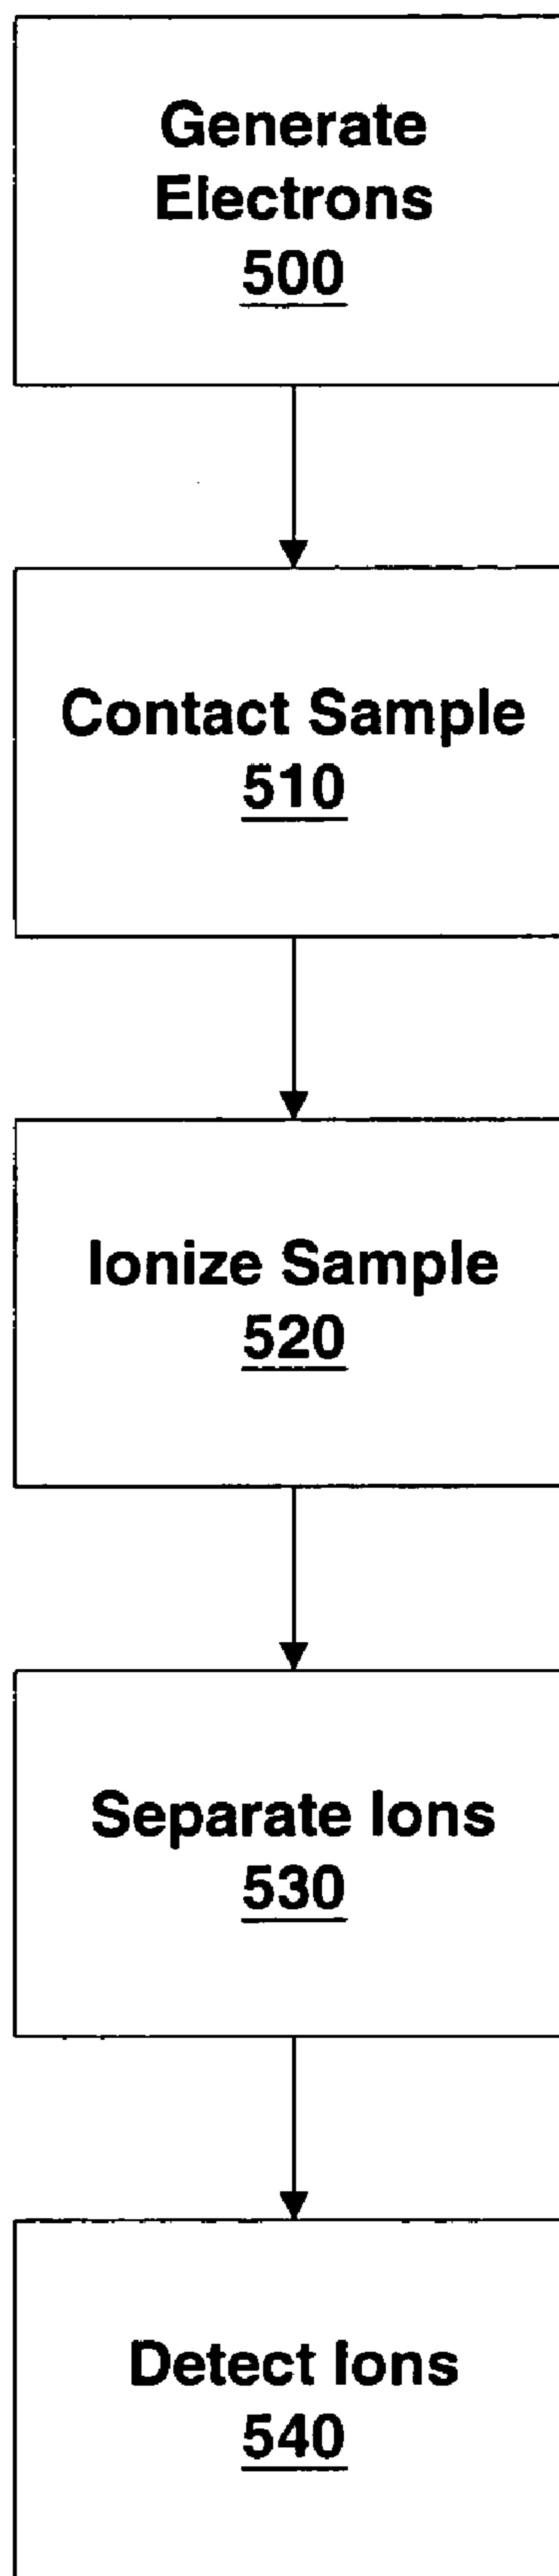 Generate
Electrons
500
Contact Sample
510
Ionize Sample
520
Separate Ions
530
Detect Ions
540